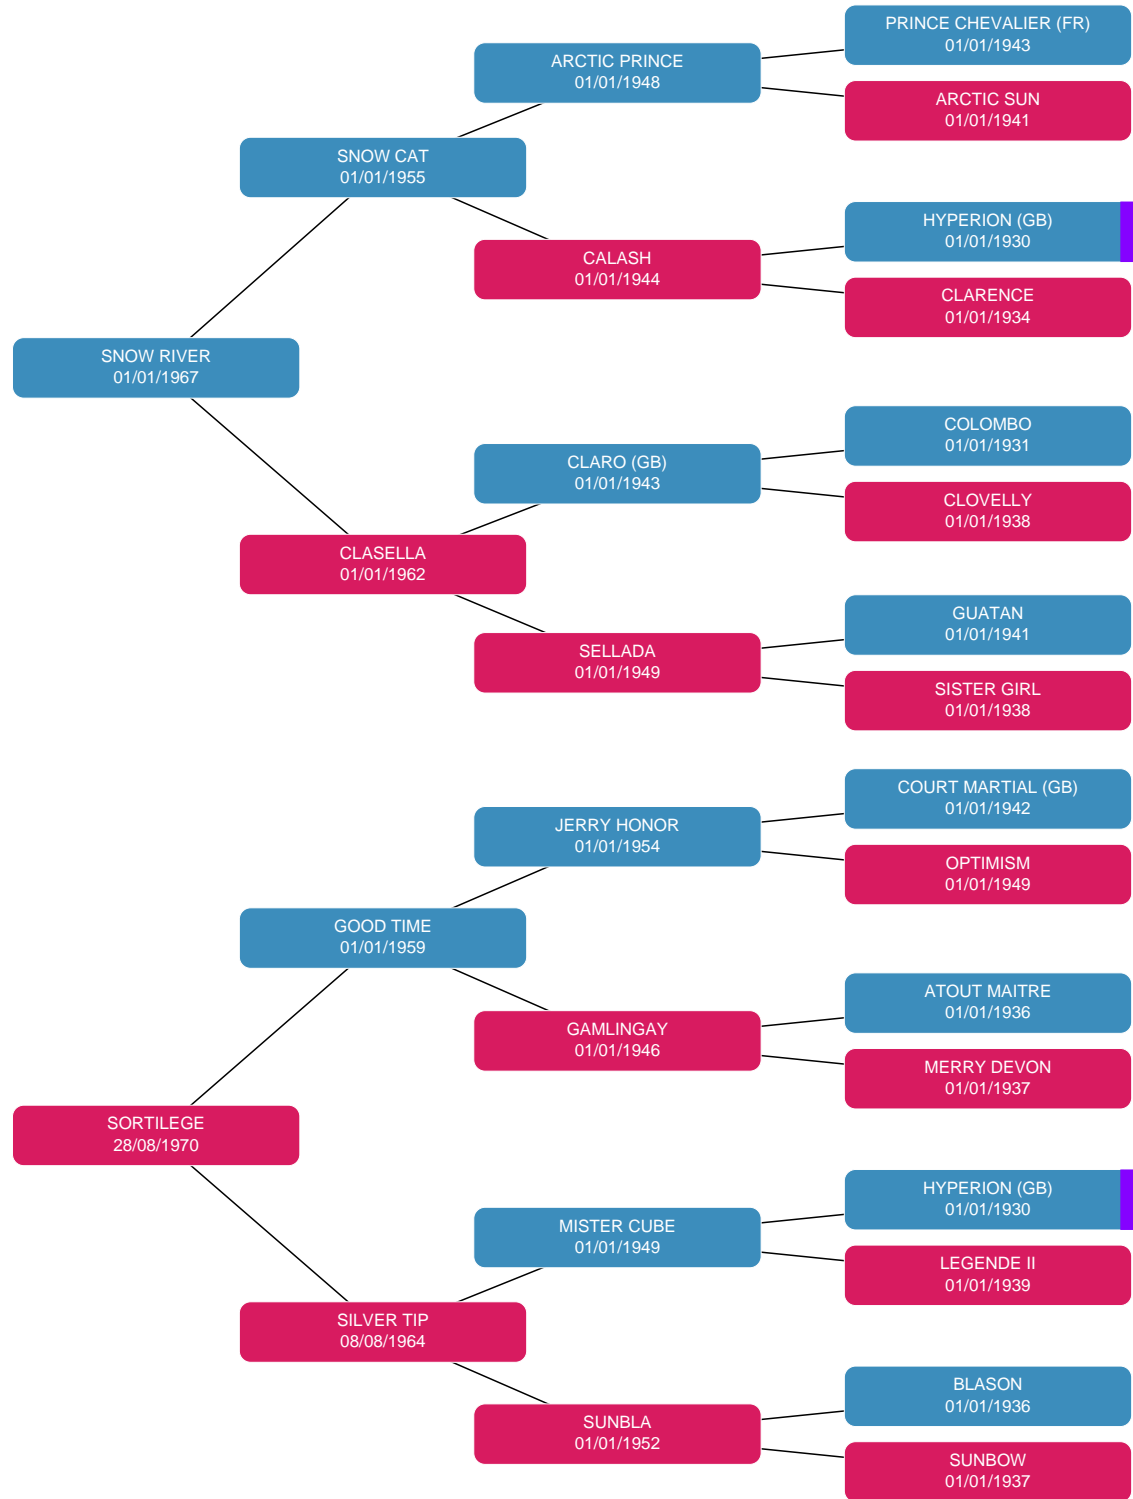 PRINCE CHEVALIER (FR)
01/01/1943
ARCTIC PRINCE
01/01/1948
ARCTIC SUN
01/01/1941
SNOW CAT
01/01/1955
HYPERION (GB)
01/01/1930
CALASH
01/01/1944
CLARENCE
01/01/1934
SNOW RIVER
01/01/1967
COLOMBO
01/01/1931
CLARO (GB)
01/01/1943
CLOVELLY
01/01/1938
CLASELLA
01/01/1962
GUATAN
01/01/1941
SELLADA
01/01/1949
SISTER GIRL
01/01/1938
COURT MARTIAL (GB)
01/01/1942
JERRY HONOR
01/01/1954
OPTIMISM
01/01/1949
GOOD TIME
01/01/1959
ATOUT MAITRE
01/01/1936
GAMLINGAY
01/01/1946
MERRY DEVON
01/01/1937
SORTILEGE
28/08/1970
HYPERION (GB)
01/01/1930
MISTER CUBE
01/01/1949
LEGENDE II
01/01/1939
SILVER TIP
08/08/1964
BLASON
01/01/1936
SUNBLA
01/01/1952
SUNBOW
01/01/1937